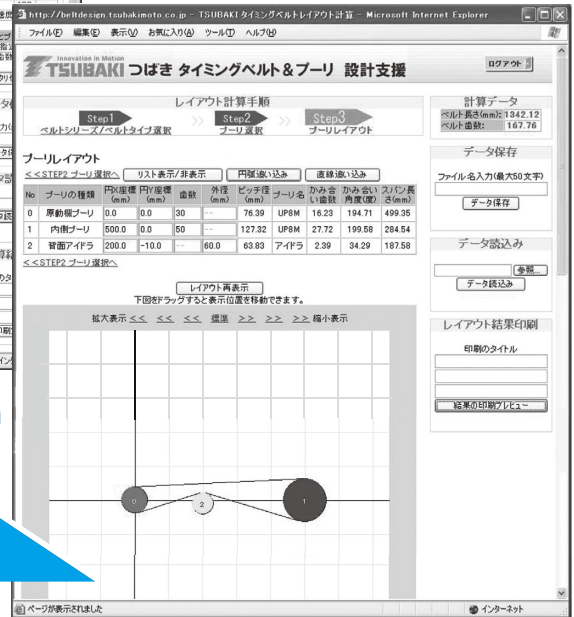 http://beltdesign.tsubakimoto.co.jp - TSUBAKIタイミングベルトレイアウト計算 - Microsoft Internet Explorer
ファイル(F) 編集(E) 表示(V) お気に入り(A) ツール(T) ヘルプ(H)
Innovation in Motion
TSUBAKI つばき タイミングベルト&プーリ 設計支援
ログアウト
レイアウト計算手順
Step1 >> Step2 >> Step3
ベルトシリーズ/ベルトタイプ選択 プーリ選択 プーリレイアウト
計算データ
ベルト長さ(mm): 1342.12
ベルト歯数: 167.76
プーリレイアウト
<<STEP2 プーリ選択へ リスト表示/非表示 円弧追い込み 直線追い込み
No プーリの種類 円X座標(mm) 円Y座標(mm) 歯数 外径(mm) ピッチ径(mm) プーリ名 かみ合い歯数 かみ合い角度(度) スパン長さ(mm)
0 原動側プーリ 0.0 0.0 30 -- 76.39 UP8M 16.23 194.71 499.35
1 内側プーリ 500.0 0.0 50 -- 127.32 UP8M 27.72 199.58 284.54
2 背面アイドラ 200.0 -10.0 -- 60.0 63.83 アイドラ 2.39 34.29 187.58
<<STEP2 プーリ選択へ
データ保存
ファイル名入力(最大50文字)
データ保存
データ読込み
参照...
データ読込み
レイアウト再表示
下図をドラッグすると表示位置を移動できます。
拡大表示 << << << 標準 >> >> >> 縮小表示
レイアウト結果印刷
印刷のタイトル
結果の印刷プレビュー
0
1
2
ページが表示されました
インターネット